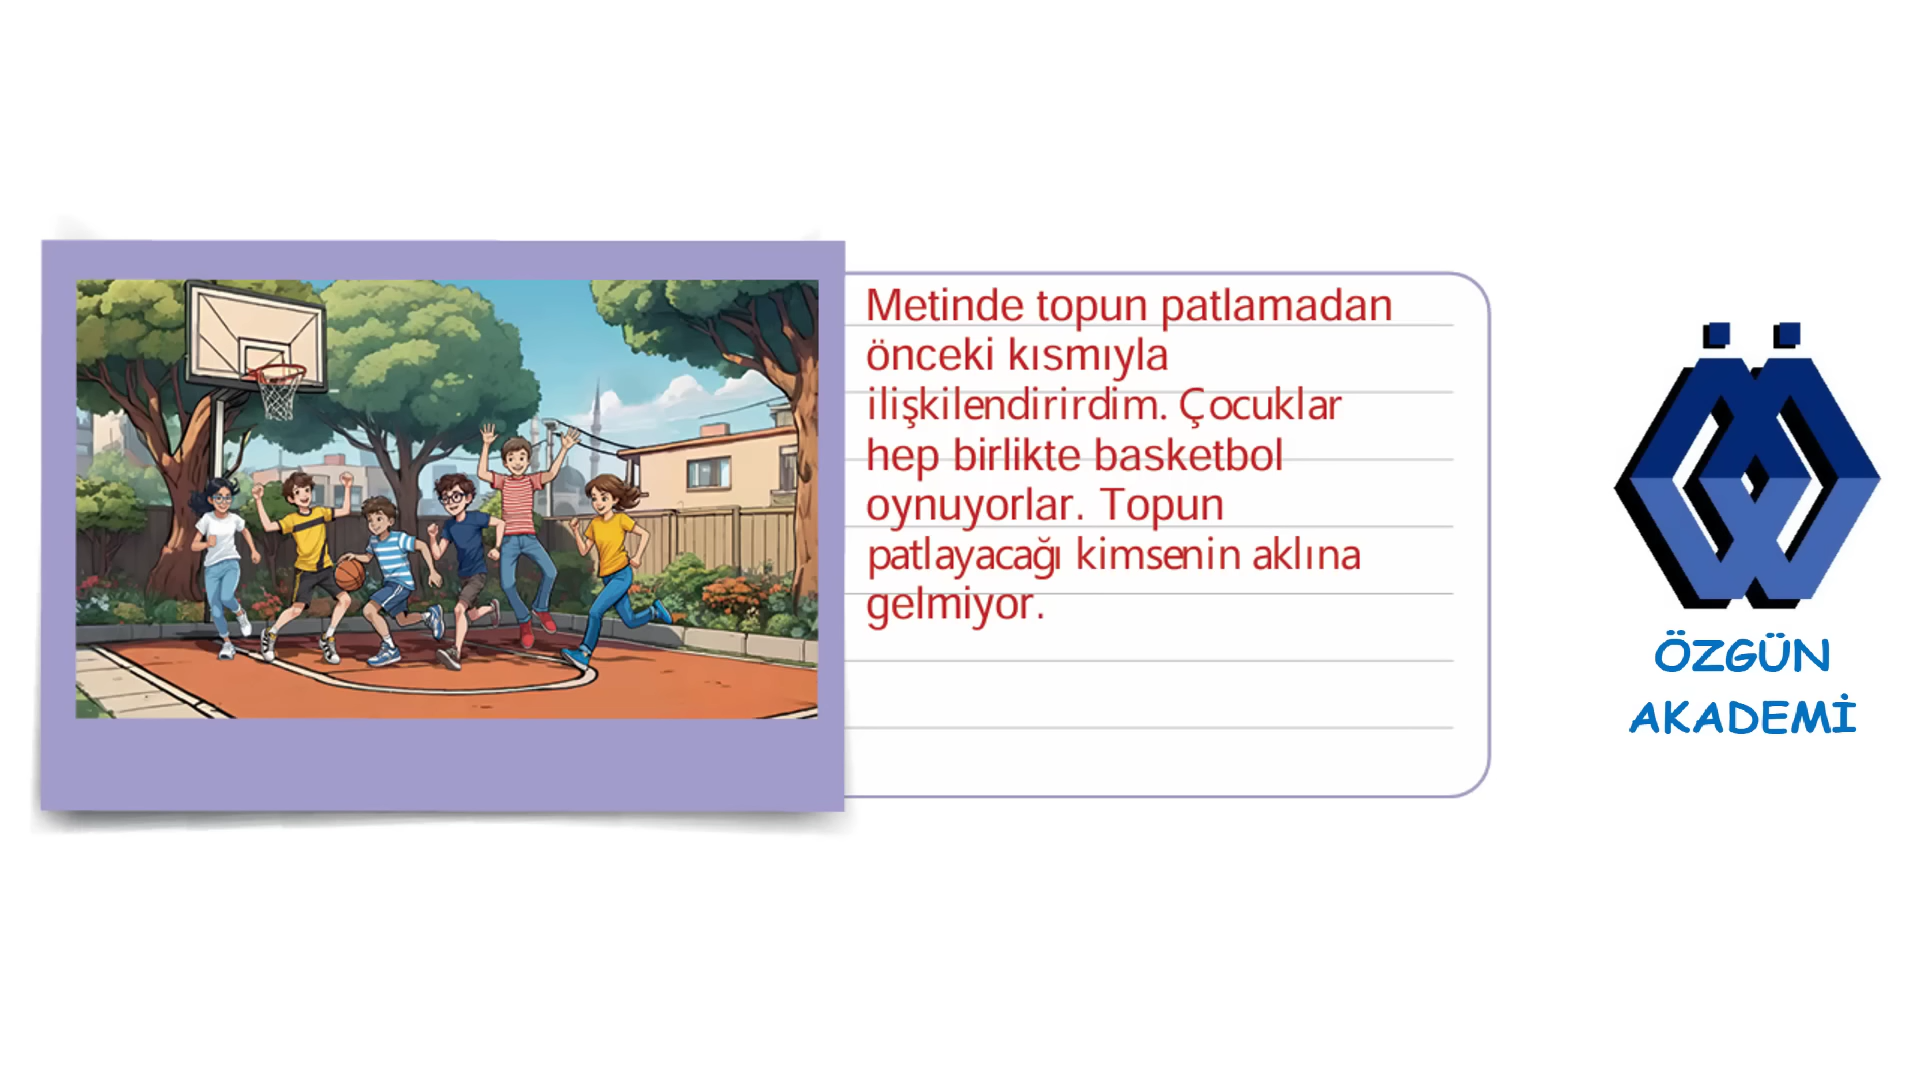 Metinde topun patlamadan
önceki kısmıyla
ilişkilendirirdim. Çocuklar
hep birlikte basketbol
oynuyorlar. Topun
patlayacağı kimsenin aklına
gelmiyor.
ÖZGÜN
AKADEMİ